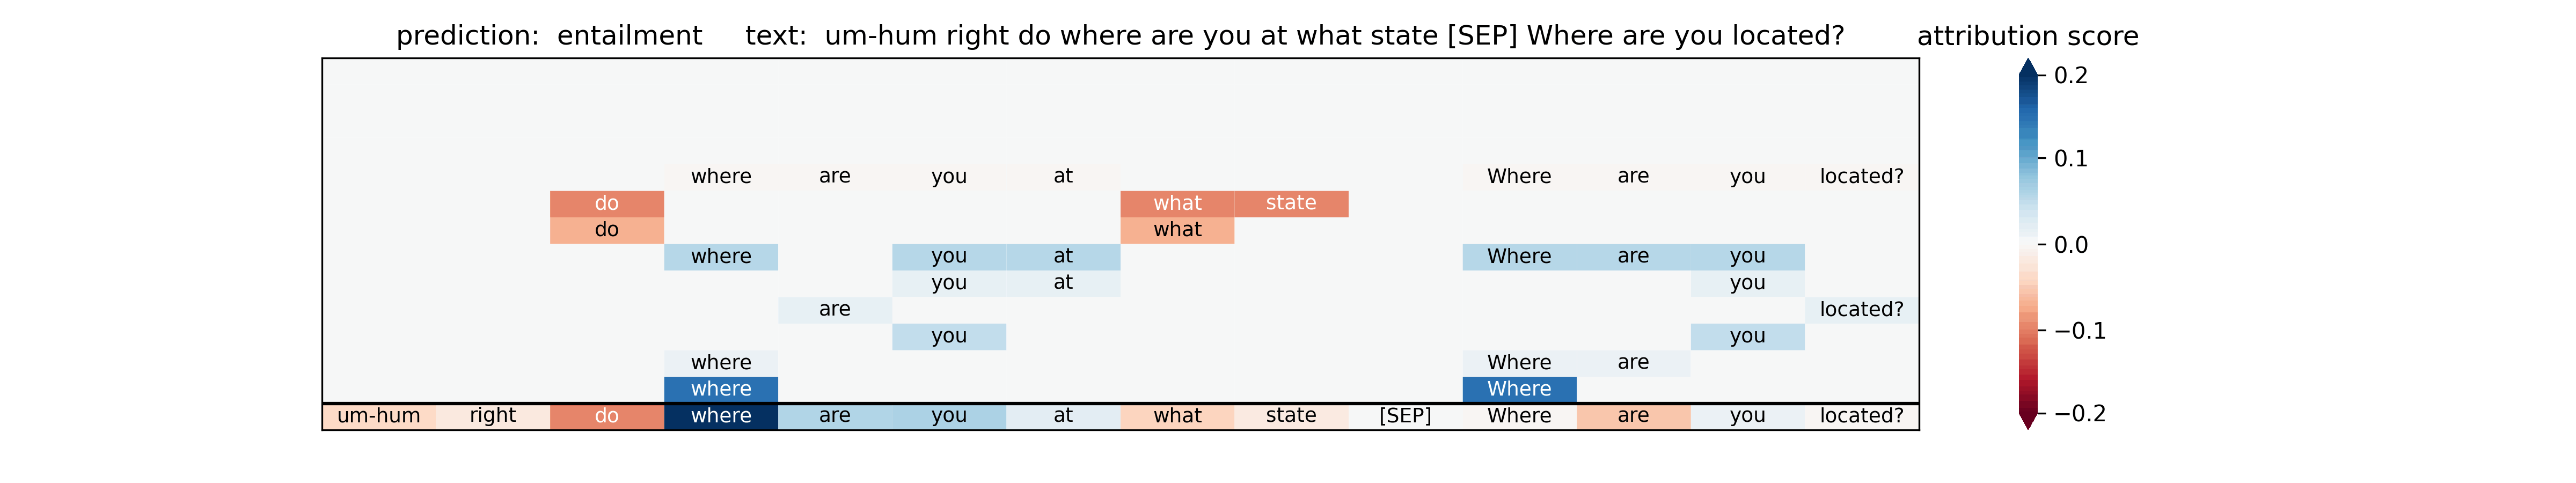 prediction: entailment text: um-hum right do where are you at what state [SEP] Where are you located? attribution score
where are you at Where are you located?
do what state
do what
where you at Where are you
you at you
are located?
you you
where Where are
where Where
um-hum right do where are you at what state [SEP] Where are you located?
0.2
0.1
0.0
−0.1
−0.2